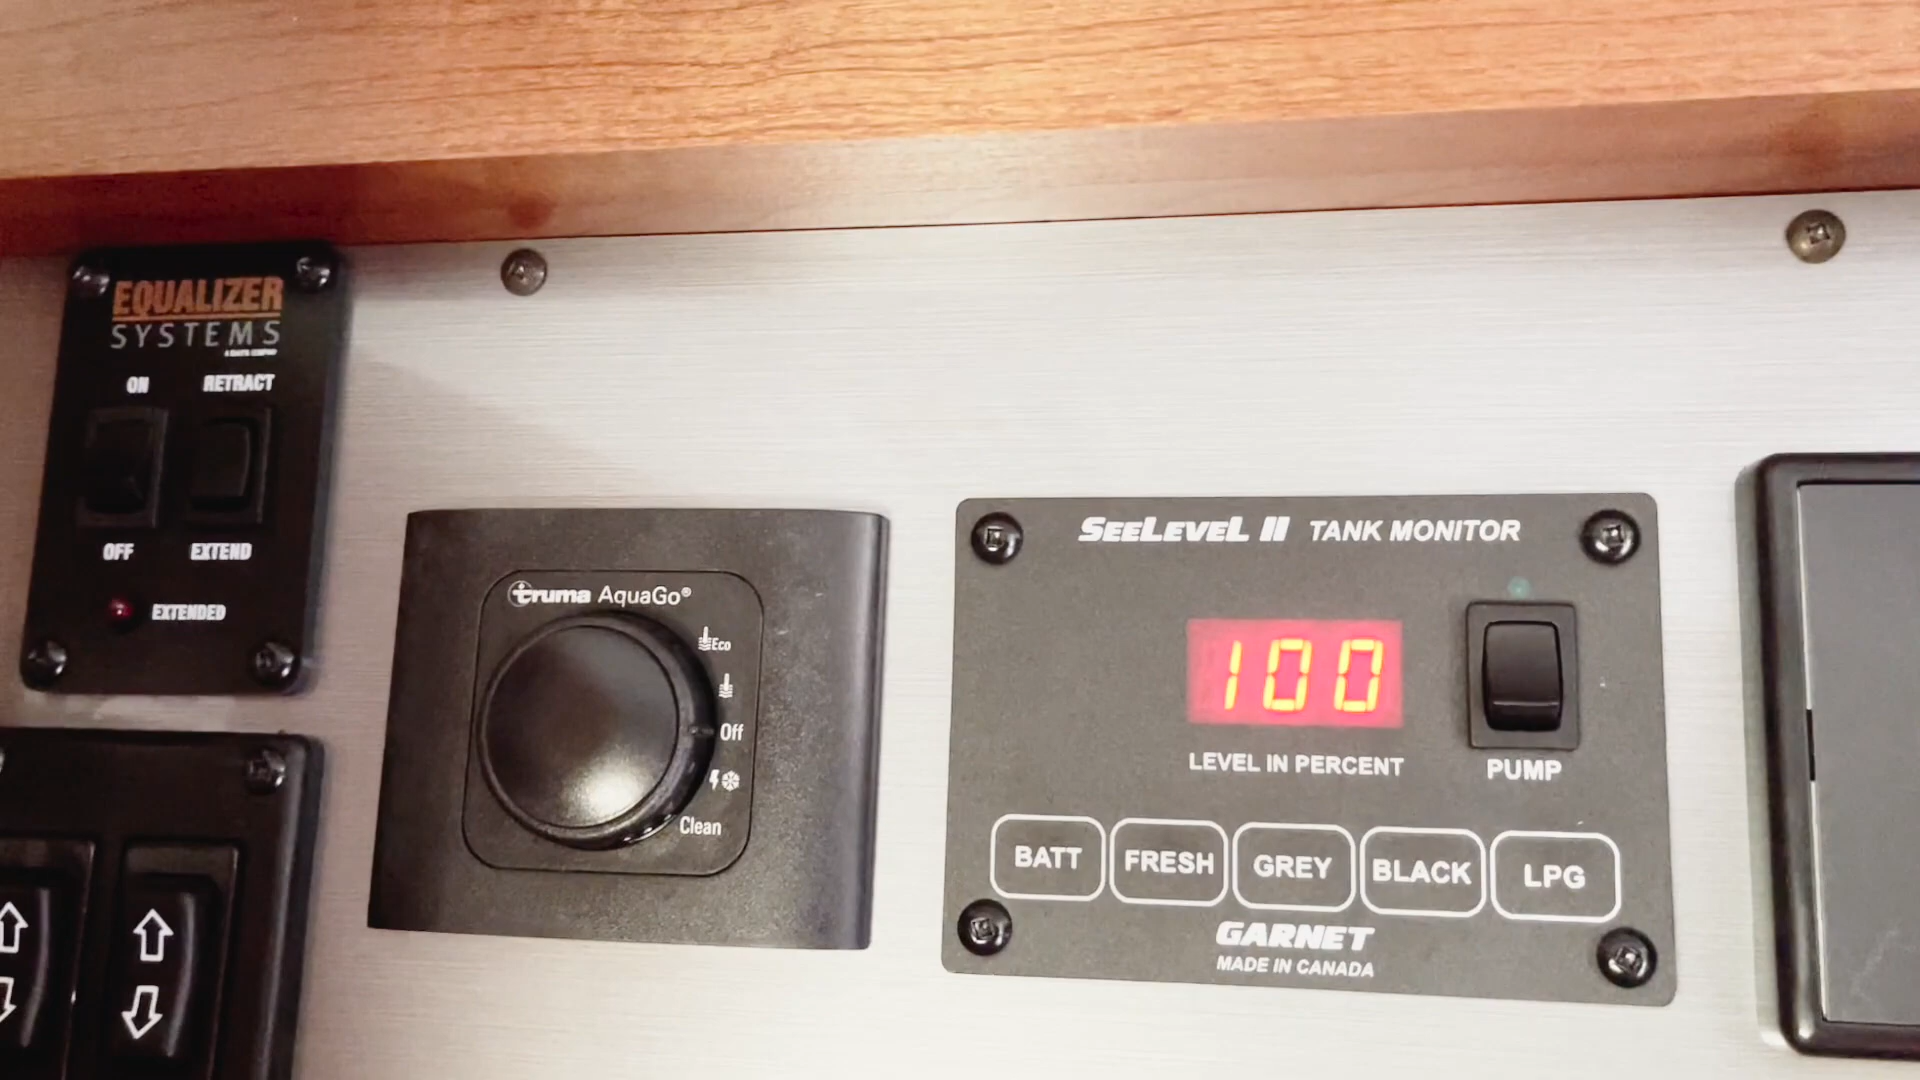 EQUALIZER
SYSTEMS
ON RETRACT
OFF EXTEND
EXTENDED
truma AquaGo®
Eco
Off
Clean
SEELEVEL II TANK MONITOR
100
LEVEL IN PERCENT
PUMP
BATT FRESH GREY BLACK LPG
GARNET
MADE IN CANADA